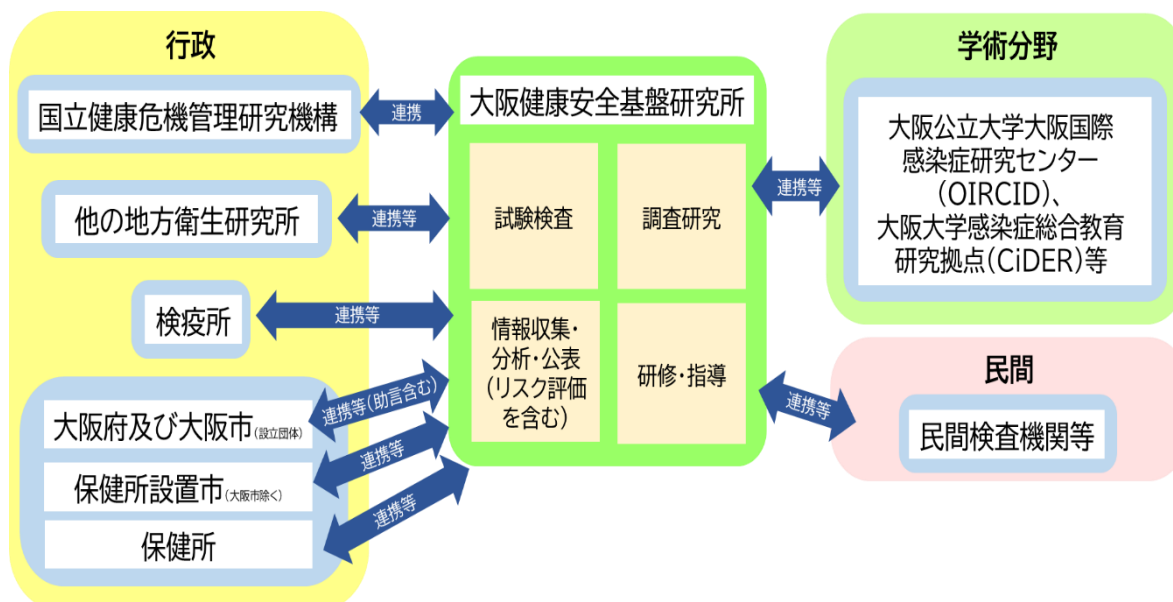 行政
国立健康危機管理研究機構
連携
他の地方衛生研究所
連携等
検疫所
連携等
大阪府及び大阪市(設立団体)
連携等(助言含む)
保健所設置市(大阪市除く)
連携等
保健所
連携等
大阪健康安全基盤研究所
試験検査
調査研究
情報収集・
分析・公表
(リスク評価
を含む)
研修・指導
学術分野
連携等
大阪公立大学大阪国際
感染症研究センター
(OIRCID)、
大阪大学感染症総合教育
研究拠点(CiDER)等
民間
連携等
民間検査機関等